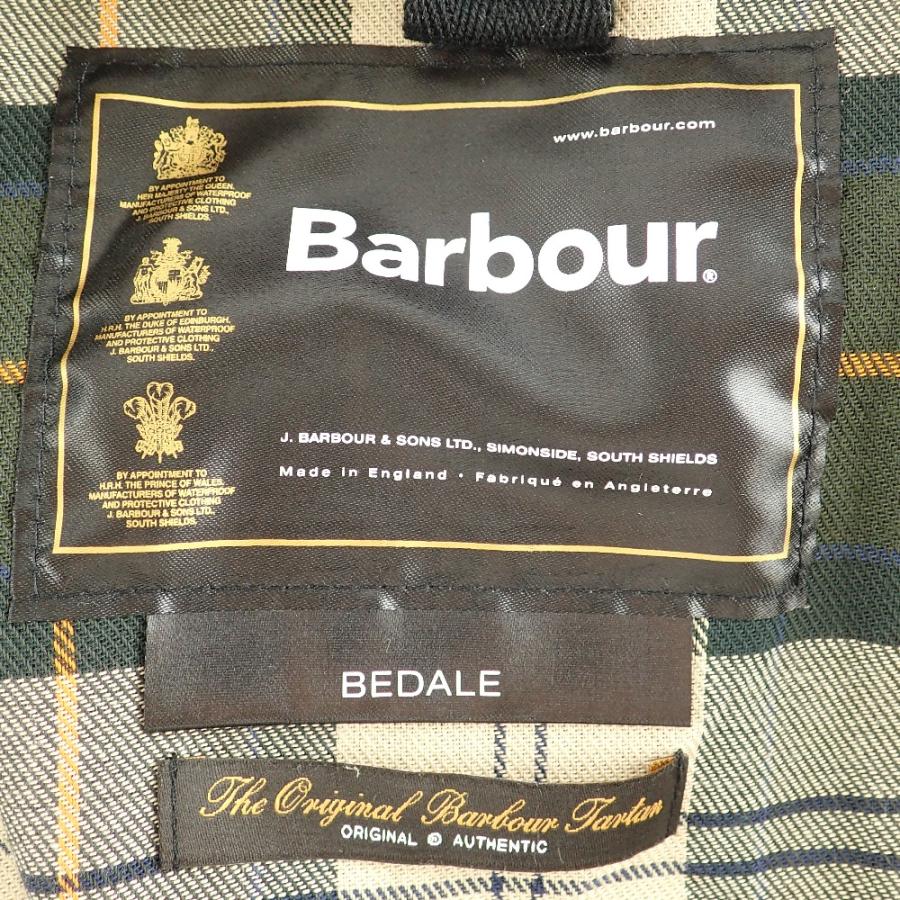 www.barbour.com
Barbour®
BY APPOINTMENT TO
HER MAJESTY THE QUEEN,
MANUFACTURERS OF WATERPROOF
AND PROTECTIVE CLOTHING
J. BARBOUR & SONS LTD.,
SOUTH SHIELDS.
BY APPOINTMENT TO
H.R.H. THE DUKE OF EDINBURGH,
MANUFACTURERS OF WATERPROOF
AND PROTECTIVE CLOTHING
J. BARBOUR & SONS LTD.,
SOUTH SHIELDS.
BY APPOINTMENT TO
H.R.H. THE PRINCE OF WALES,
MANUFACTURERS OF WATERPROOF
AND PROTECTIVE CLOTHING
J. BARBOUR & SONS LTD.,
SOUTH SHIELDS.
J. BARBOUR & SONS LTD., SIMONSIDE, SOUTH SHIELDS
Made in England · Fabriqué en Angleterre
BEDALE
The Original Barbour Tartan
ORIGINAL AUTHENTIC